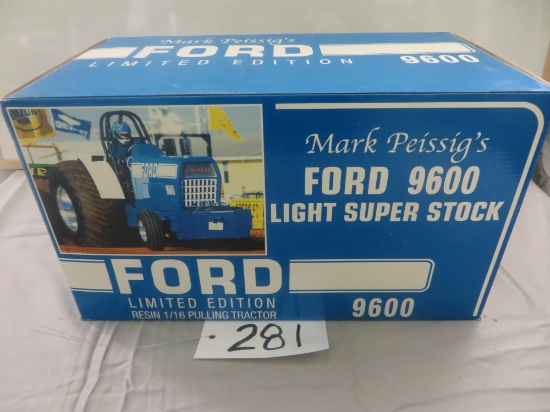 Mark Peissig's
FORD
LIMITED EDITION
9600
Mark Peissig's
FORD 9600
LIGHT SUPER STOCK
FORD
FORD
LIMITED EDITION
RESIN 1/16 PULLING TRACTOR
9600
281